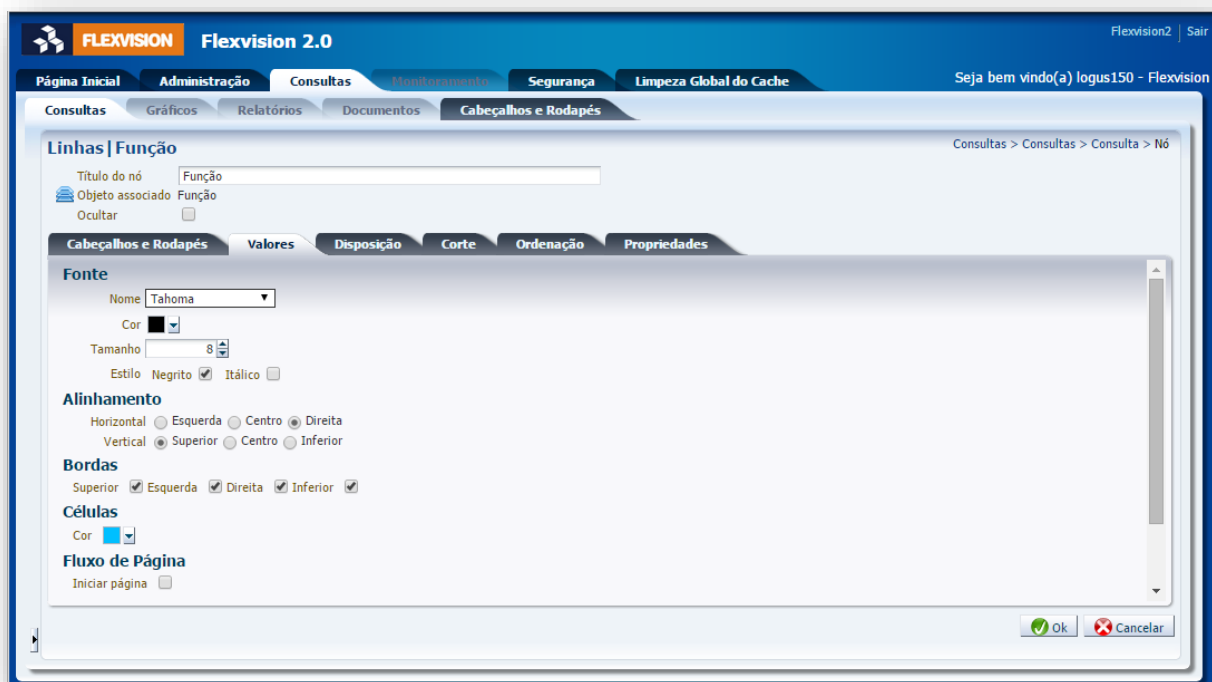 FLEXVISION Flexvision 2.0 Flexvision2 Sair
Página Inicial Administração Consultas Monitoramento Segurança Limpeza Global do Cache Seja bem vindo(a) logus150 - Flexvision
Consultas Gráficos Relatórios Documentos Cabeçalhos e Rodapés
Linhas | Função Consultas > Consultas > Consulta > Nó
Título do nó Função
Objeto associado Função
Ocultar
Cabeçalhos e Rodapés Valores Disposição Corte Ordenação Propriedades
Fonte
Nome Tahoma
Cor
Tamanho 8
Estilo Negrito Itálico
Alinhamento
Horizontal Esquerda Centro Direita
Vertical Superior Centro Inferior
Bordas
Superior Esquerda Direita Inferior
Células
Cor
Fluxo de Página
Iniciar página
Ok Cancelar